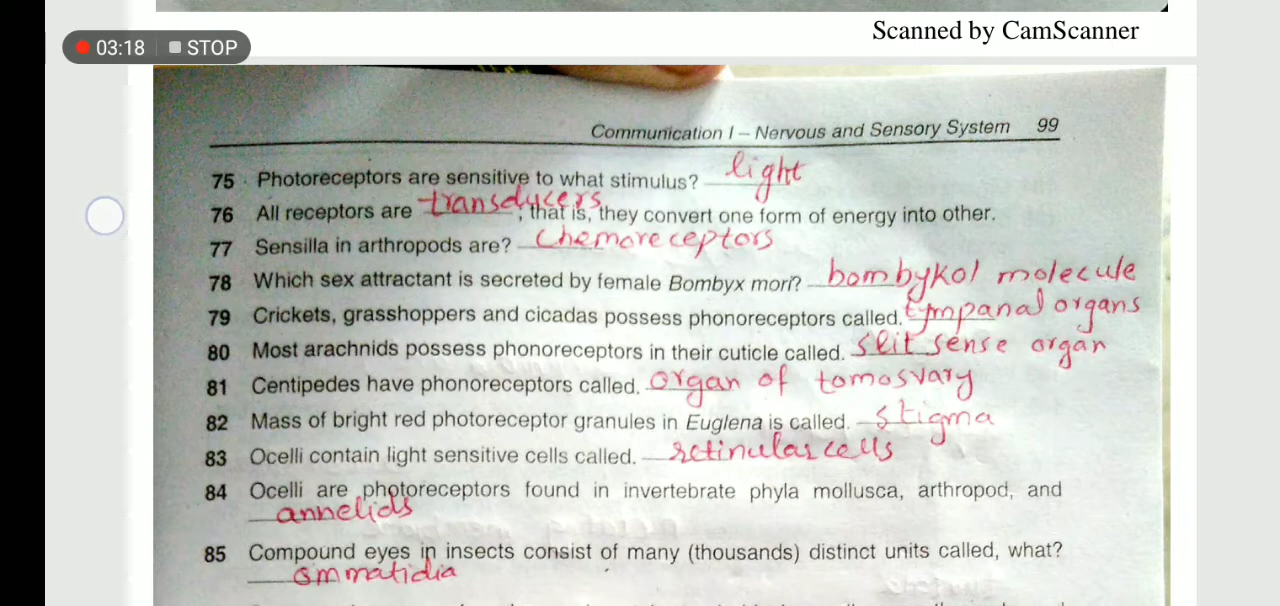 Scanned by CamScanner
03:18 STOP
Communication I – Nervous and Sensory System 99
75 Photoreceptors are sensitive to what stimulus? light
76 All receptors are transducers, that is, they convert one form of energy into other.
77 Sensilla in arthropods are? Chemoreceptors
78 Which sex attractant is secreted by female Bombyx mori? bombykol molecule
79 Crickets, grasshoppers and cicadas possess phonoreceptors called. tympanal organs
80 Most arachnids possess phonoreceptors in their cuticle called. slit sense organ
81 Centipedes have phonoreceptors called. organ of tomosvary
82 Mass of bright red photoreceptor granules in Euglena is called. stigma
83 Ocelli contain light sensitive cells called. retinular cells
84 Ocelli are photoreceptors found in invertebrate phyla mollusca, arthropod, and
annelids
85 Compound eyes in insects consist of many (thousands) distinct units called, what?
ommatidia